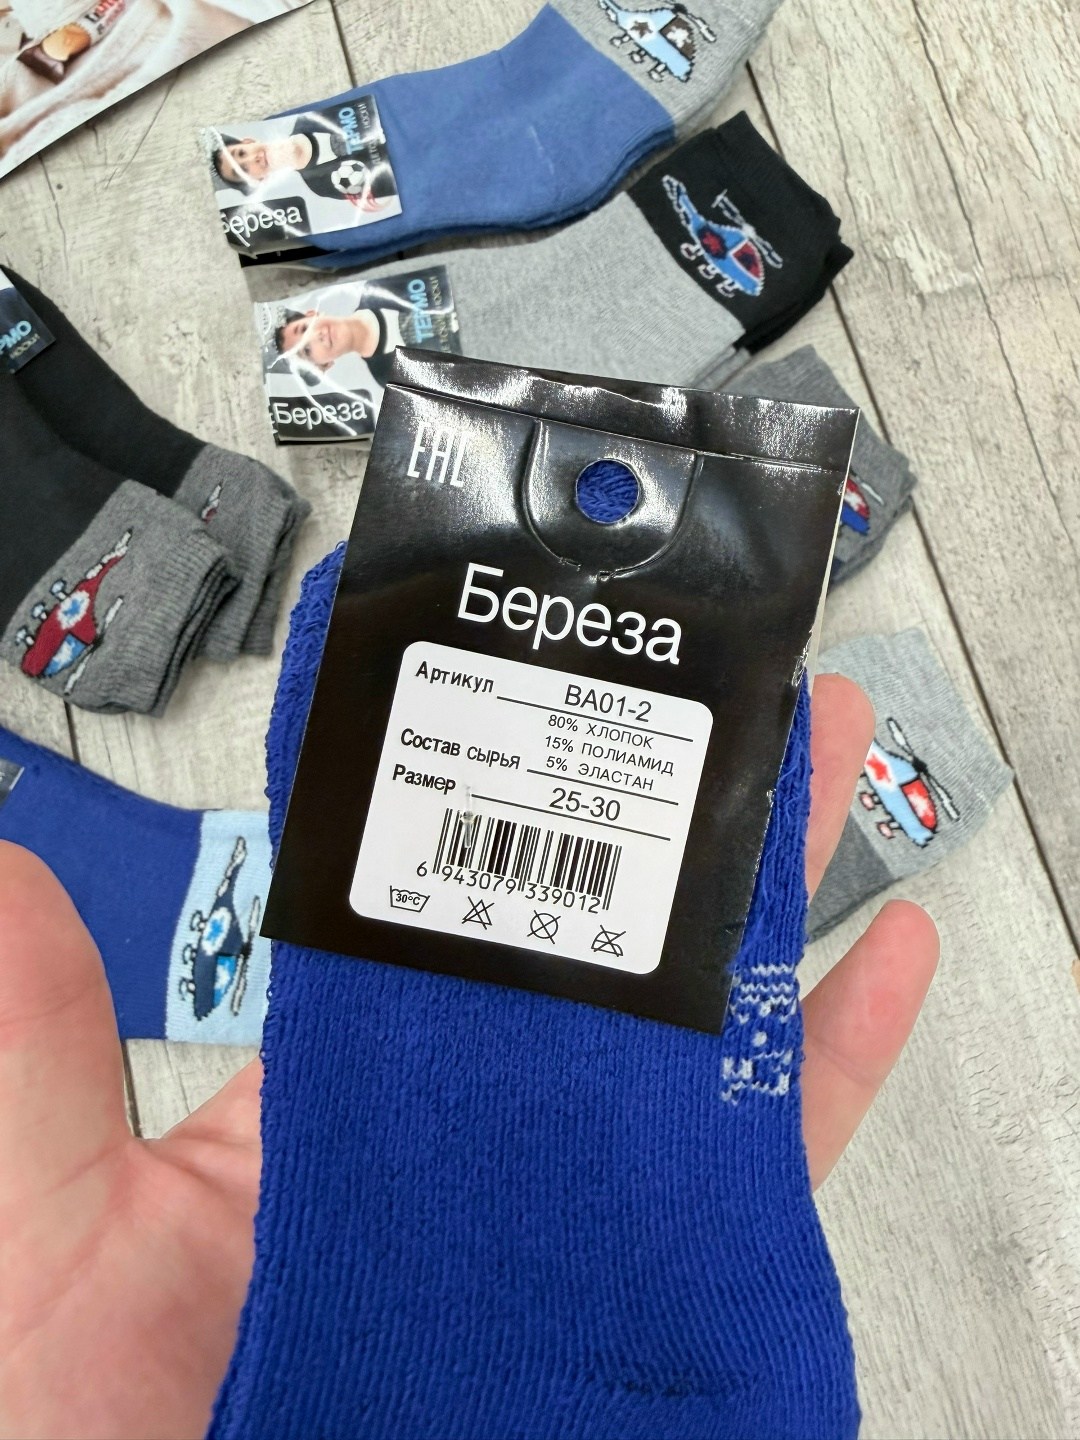 ТЕРМО
НОСКИ
Береза
ТЕРМО
Береза
ЕАС
Береза
Артикул BA01-2
80% ХЛОПОК
15% ПОЛИАМИД
Состав сырья 5% ЭЛАСТАН
Размер 25-30
6 943079 339012
30°C